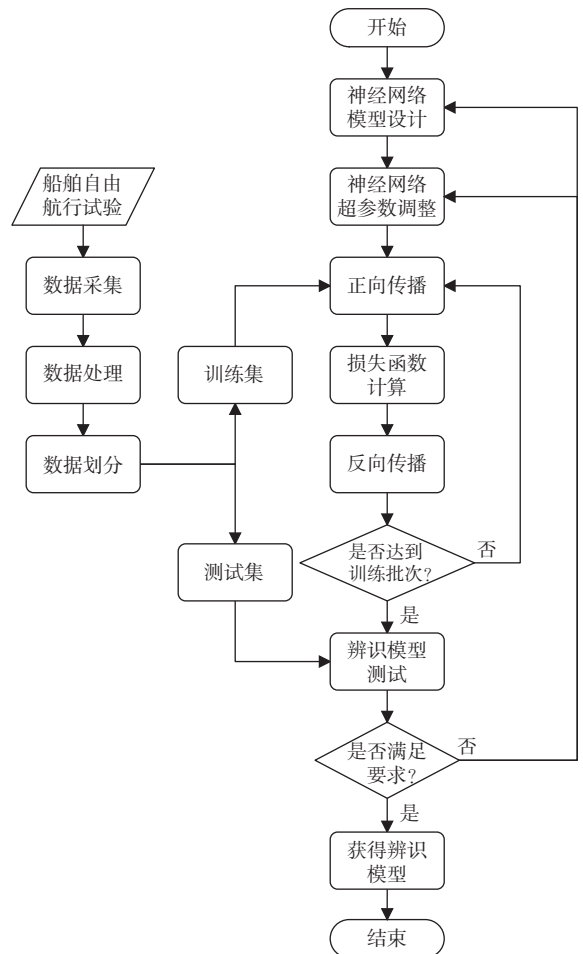 开始
神经网络
模型设计
船舶自由
航行试验
神经网络
超参数调整
数据采集
正向传播
数据处理
训练集
损失函数
计算
数据划分
反向传播
测试集
是否达到
训练批次?
否
是
辨识模型
测试
是否满足
要求?
否
是
获得辨识
模型
结束